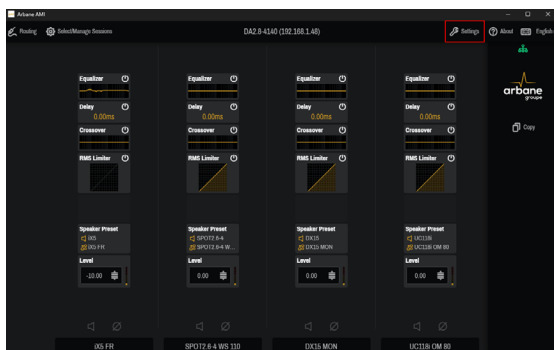 Arbane AMI
Routing
Select/Manage Sessions
DA2.8-4140 (192.168.1.48)
Settings
About
English
Equalizer
Equalizer
Equalizer
Equalizer
Delay
Delay
Delay
Delay
0.00ms
0.00ms
0.00ms
0.00ms
Crossover
Crossover
Crossover
Crossover
RMS Limiter
RMS Limiter
RMS Limiter
RMS Limiter
arbane
groupe
Copy
Speaker Preset
Speaker Preset
Speaker Preset
Speaker Preset
iX5
SPOT2.6-4
DX15
UC118i
iX5 FR
SPOT2.6-4 W...
DX15 MON
UC118i OM 80
Level
Level
Level
Level
-10.00
0.00
0.00
0.00
iX5 FR
SPOT2.6-4 WS 110
DX15 MON
UC118i OM 80